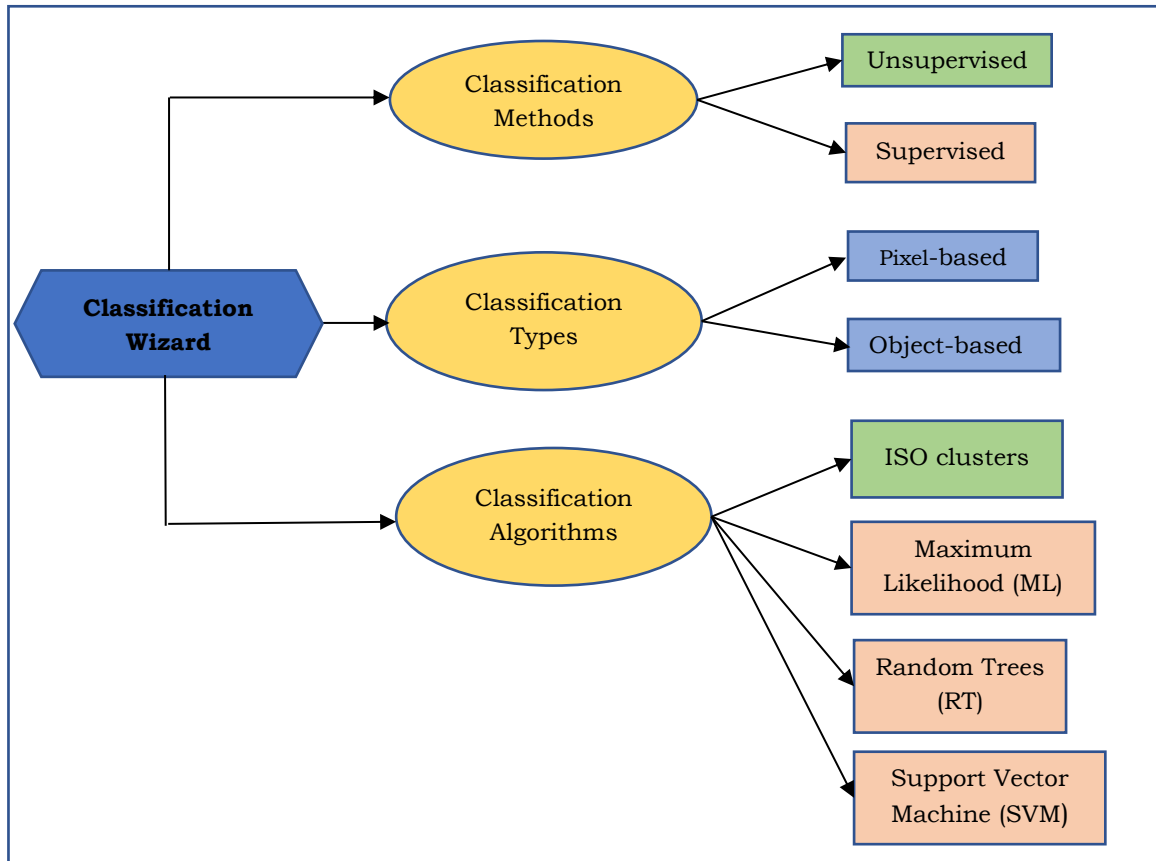 Classification
Methods
Unsupervised
Supervised
Classification
Wizard
Classification
Types
Pixel-based
Object-based
Classification
Algorithms
ISO clusters
Maximum
Likelihood (ML)
Random Trees
(RT)
Support Vector
Machine (SVM)